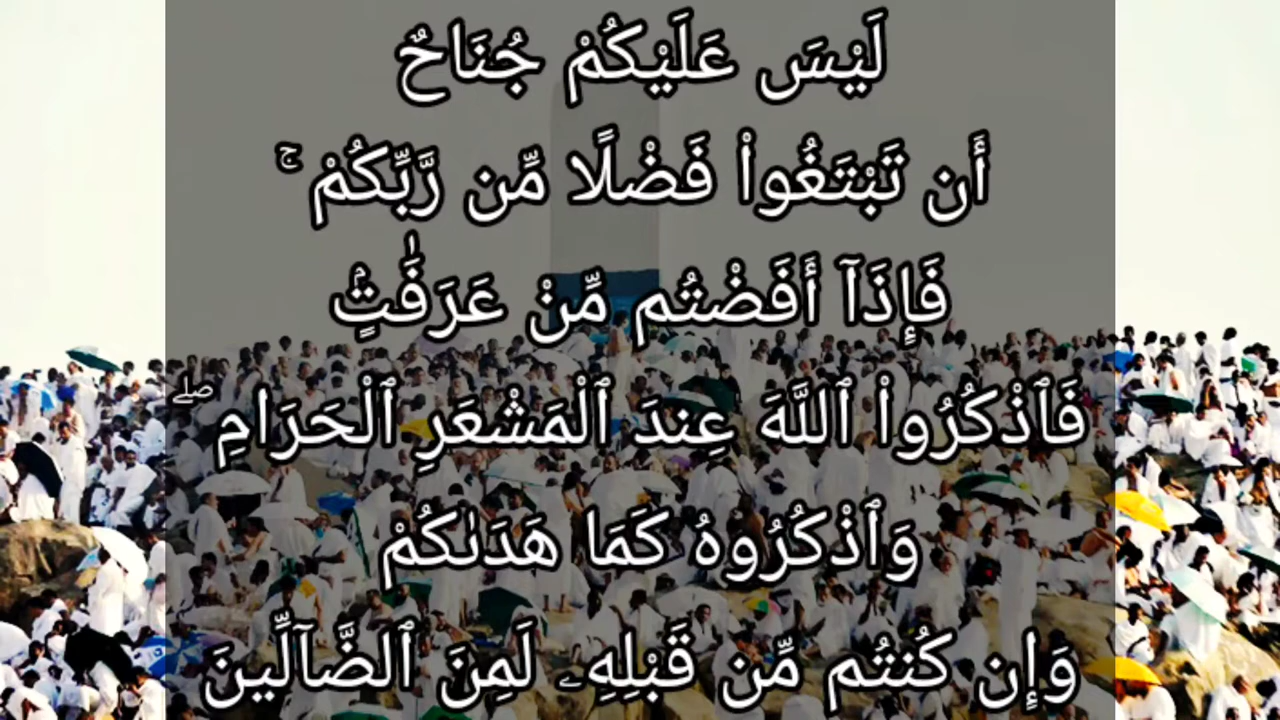 لَيْسَ عَلَيْكُمْ جُنَاحٌ
أَن تَبْتَغُوا۟ فَضْلًا مِّن رَّبِّكُمْ ۚ
فَإِذَآ أَفَضْتُم مِّنْ عَرَفَٰتٍۢ
فَٱذْكُرُوا۟ ٱللَّهَ عِندَ ٱلْمَشْعَرِ ٱلْحَرَامِ ۖ
وَٱذْكُرُوهُ كَمَا هَدَىٰكُمْ
وَإِن كُنتُم مِّن قَبْلِهِۦ لَمِنَ ٱلضَّآلِّينَ